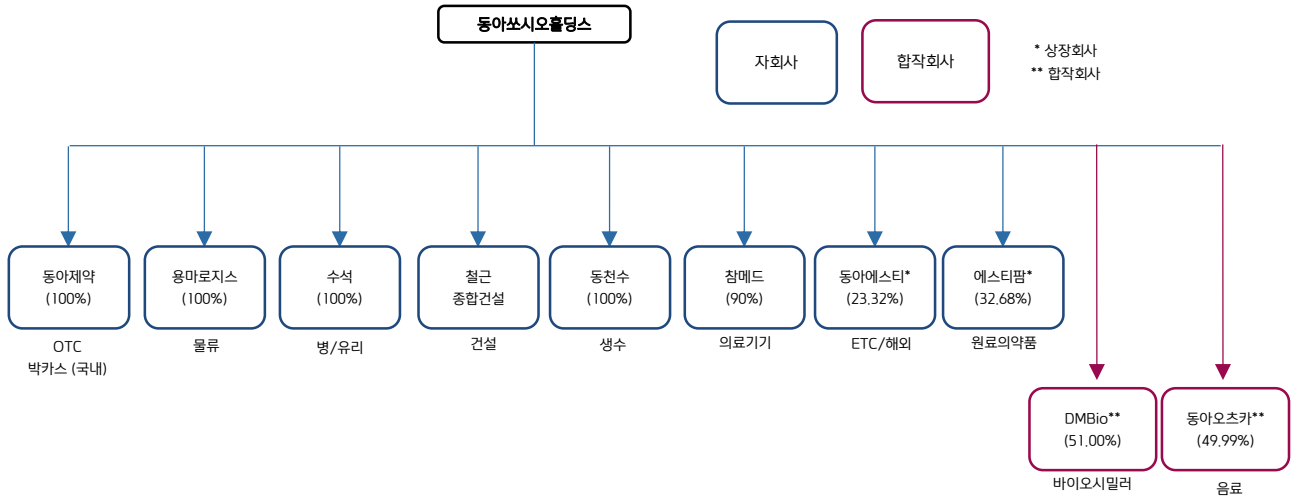 동아쏘시오홀딩스
자회사
합작회사
* 상장회사
** 합작회사
동아제약
(100%)
OTC
박카스 (국내)
용마로지스
(100%)
물류
수석
(100%)
병/유리
철근
종합건설
건설
동천수
(100%)
생수
참메드
(90%)
의료기기
동아에스티*
(23.32%)
ETC/해외
에스티팜*
(32.68%)
원료의약품
DMBio**
(51.00%)
바이오시밀러
동아오츠카**
(49.99%)
음료